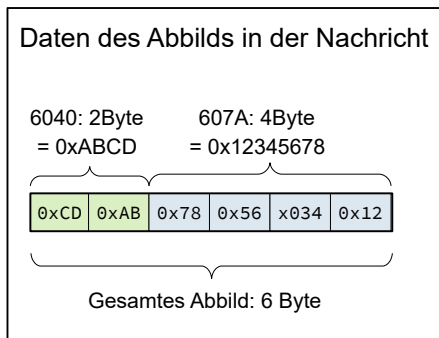 Daten des Abbilds in der Nachricht
6040: 2Byte
= 0xABCD
607A: 4Byte
= 0x12345678
0xCD 0xAB 0x78 0x56 x034 0x12
Gesamtes Abbild: 6 Byte